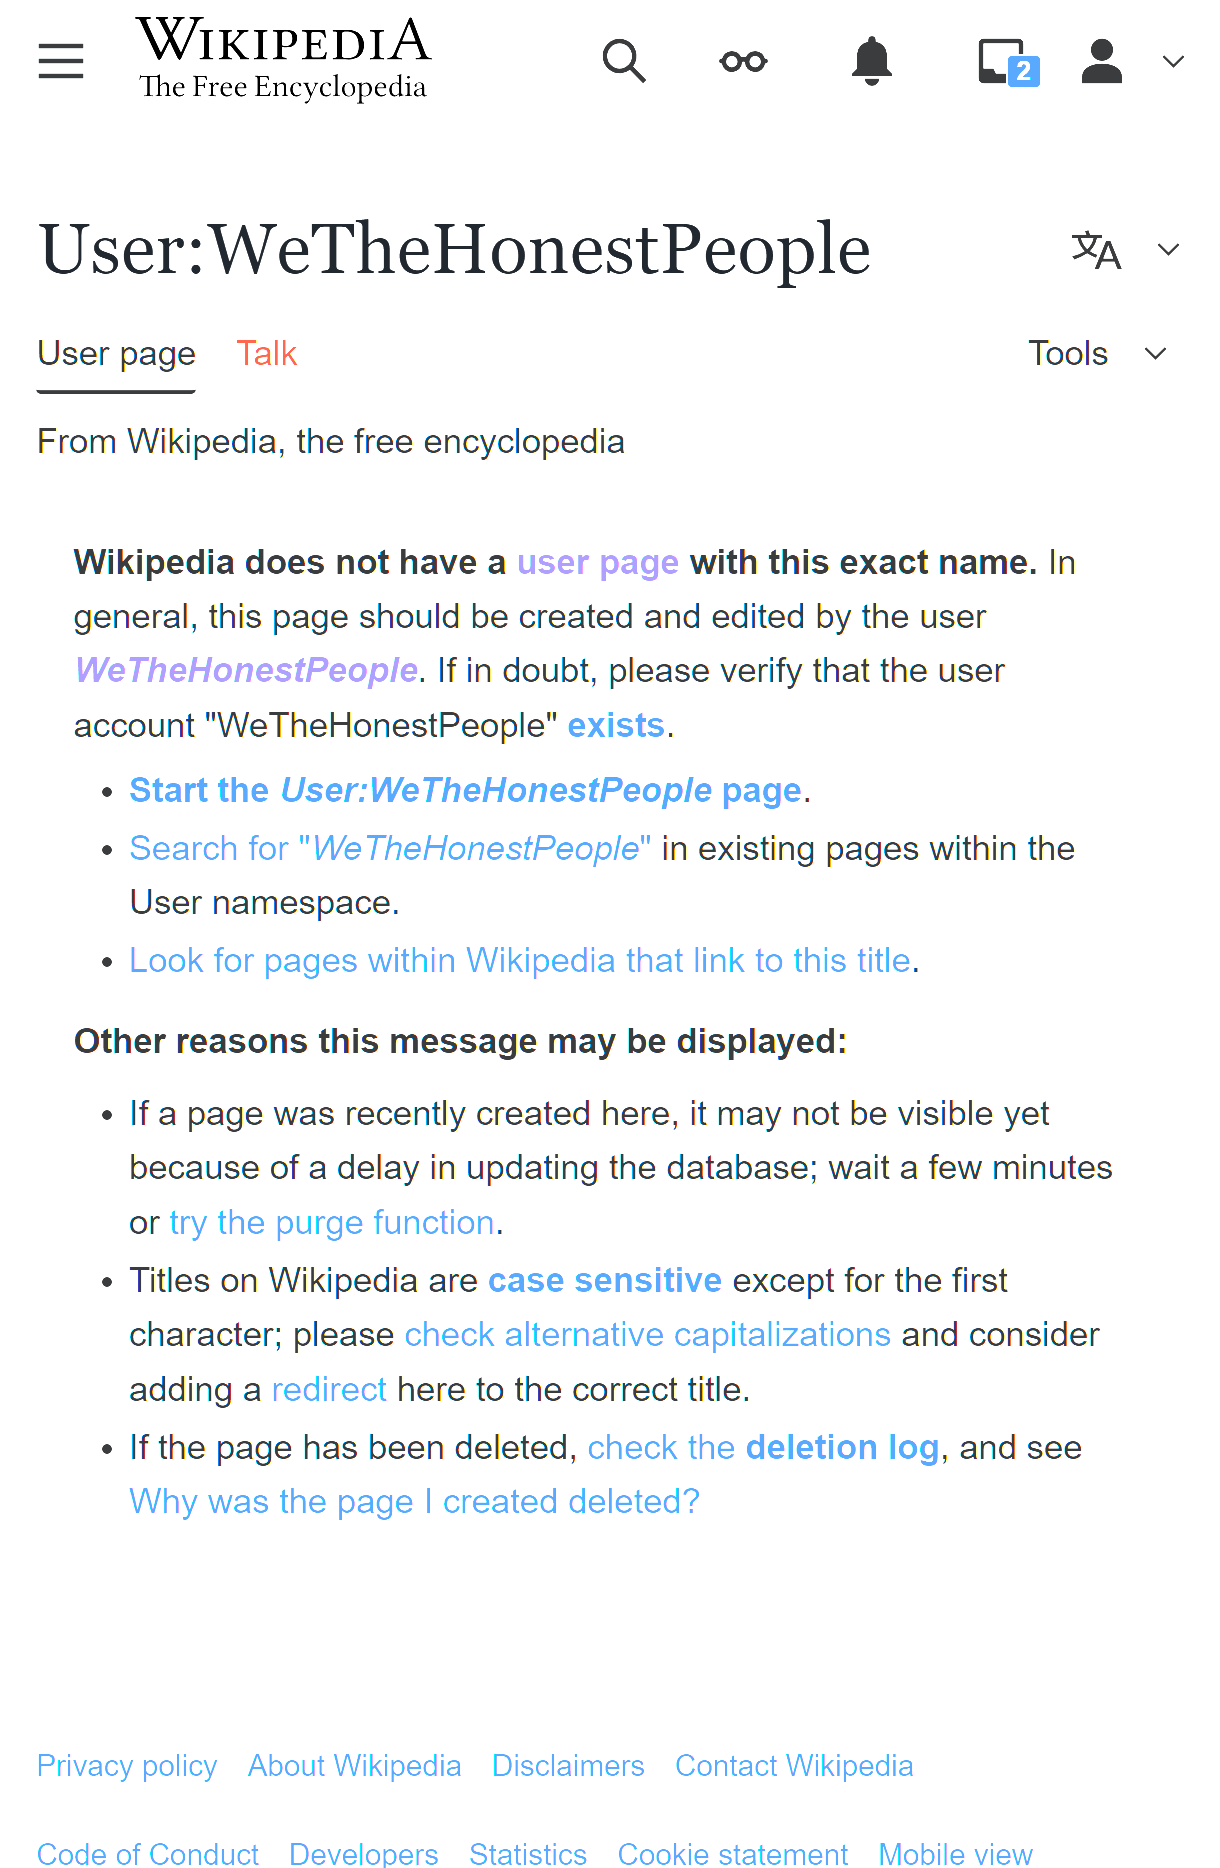 WIKIPEDIA
The Free Encyclopedia
2
User:WeTheHonestPeople
文A
User page Talk Tools
From Wikipedia, the free encyclopedia
Wikipedia does not have a user page with this exact name. In
general, this page should be created and edited by the user
WeTheHonestPeople. If in doubt, please verify that the user
account "WeTheHonestPeople" exists.
• Start the User:WeTheHonestPeople page.
• Search for "WeTheHonestPeople" in existing pages within the
User namespace.
• Look for pages within Wikipedia that link to this title.
Other reasons this message may be displayed:
• If a page was recently created here, it may not be visible yet
because of a delay in updating the database; wait a few minutes
or try the purge function.
• Titles on Wikipedia are case sensitive except for the first
character; please check alternative capitalizations and consider
adding a redirect here to the correct title.
• If the page has been deleted, check the deletion log, and see
Why was the page I created deleted?
Privacy policy About Wikipedia Disclaimers Contact Wikipedia
Code of Conduct Developers Statistics Cookie statement Mobile view